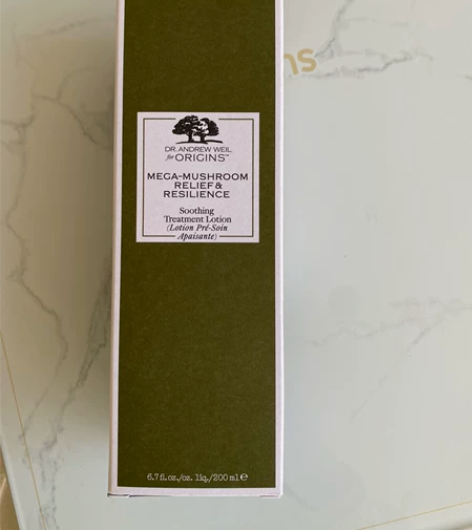 DR. ANDREW WEIL
for ORIGINS™
MEGA-MUSHROOM
RELIEF &
RESILIENCE
Soothing
Treatment Lotion
(Lotion Pré-Soin
Apaisante)
6.7 fl.oz./oz. liq./200 ml ℮